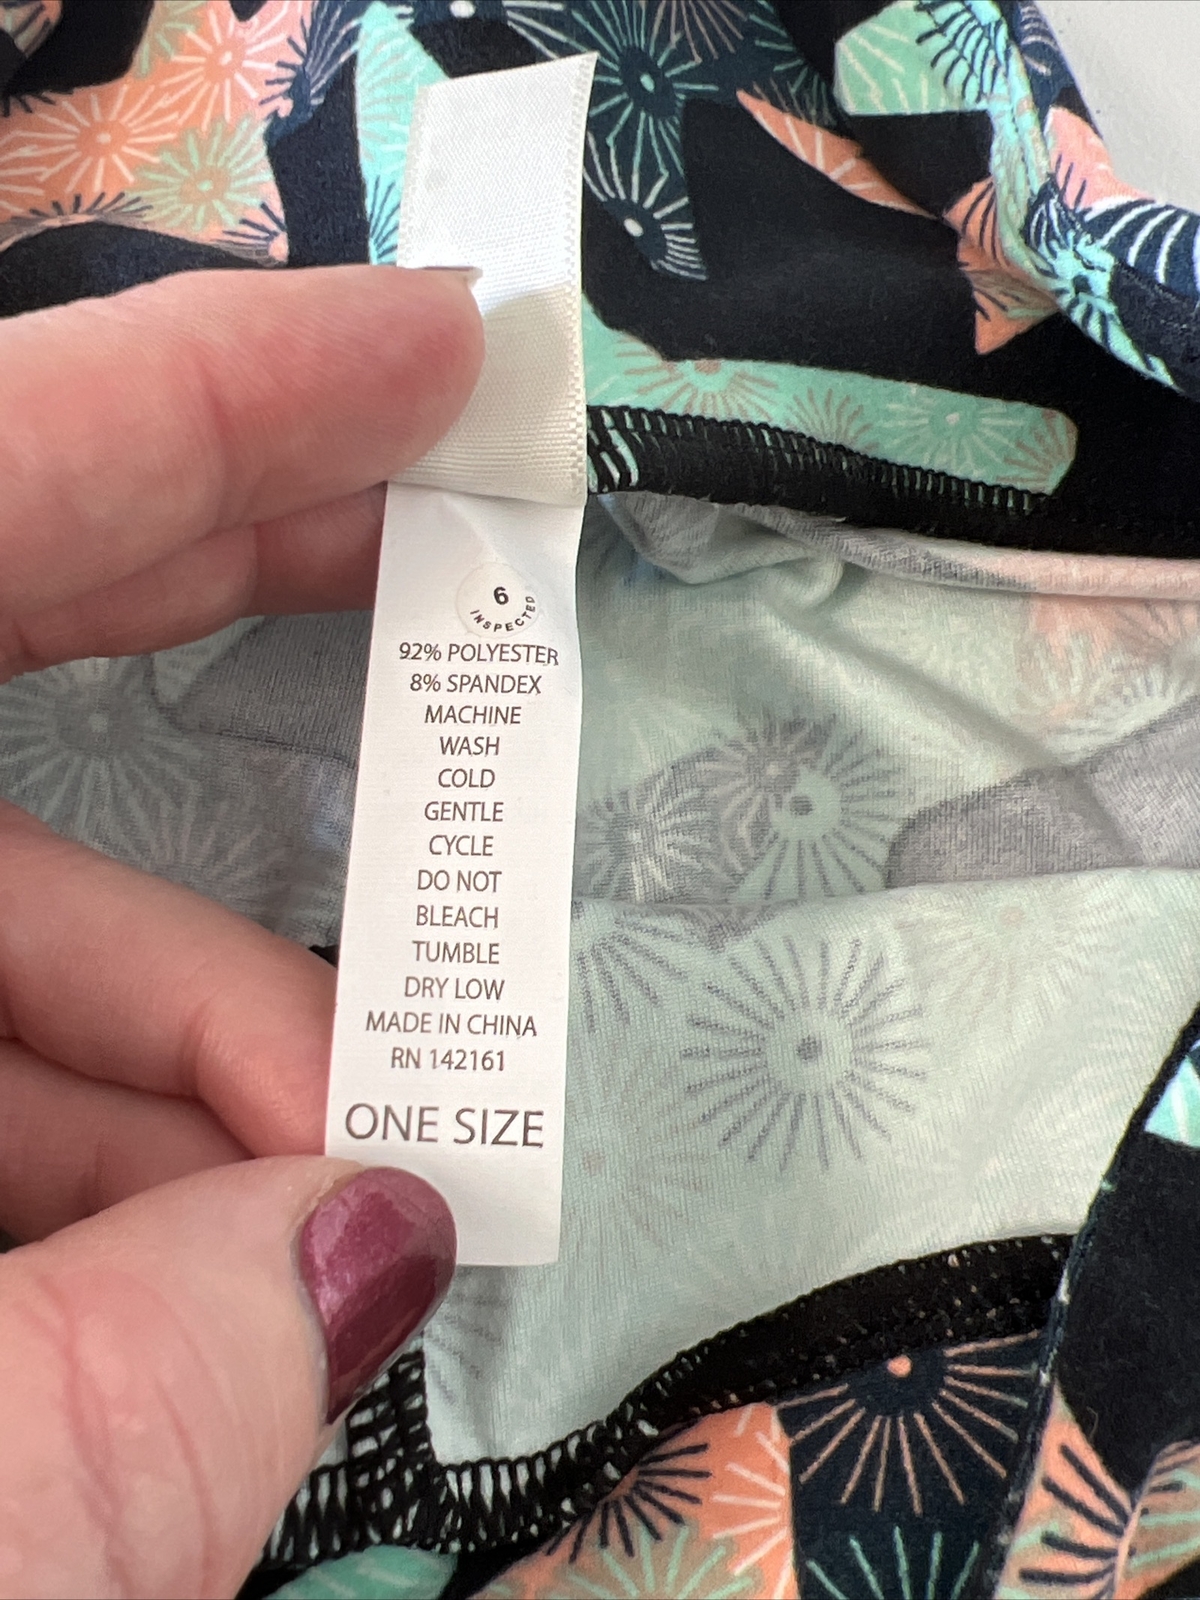 6
INSPECTED
92% POLYESTER
8% SPANDEX
MACHINE
WASH
COLD
GENTLE
CYCLE
DO NOT
BLEACH
TUMBLE
DRY LOW
MADE IN CHINA
RN 142161
ONE SIZE